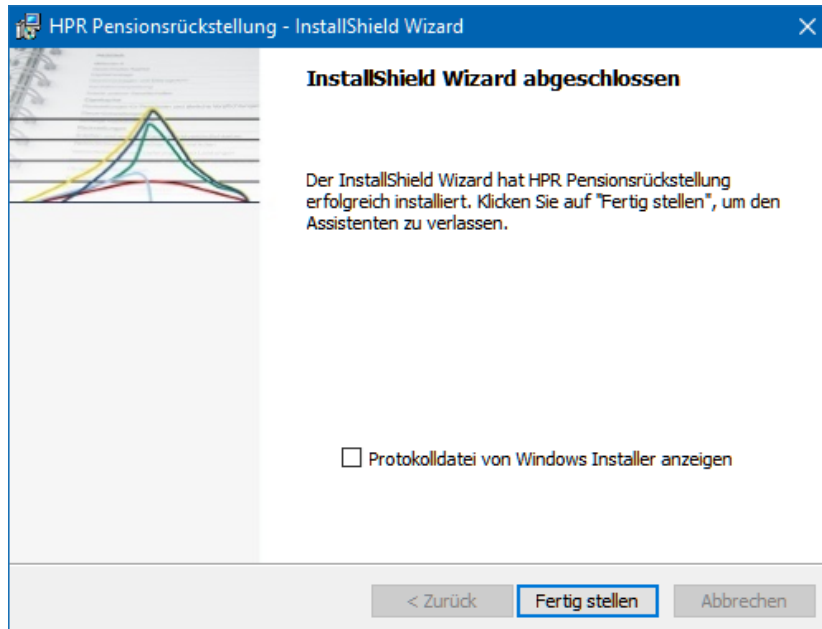 HPR Pensionsrückstellung - InstallShield Wizard
InstallShield Wizard abgeschlossen
Der InstallShield Wizard hat HPR Pensionsrückstellung
erfolgreich installiert. Klicken Sie auf "Fertig stellen", um den
Assistenten zu verlassen.
Protokolldatei von Windows Installer anzeigen
< Zurück
Fertig stellen
Abbrechen